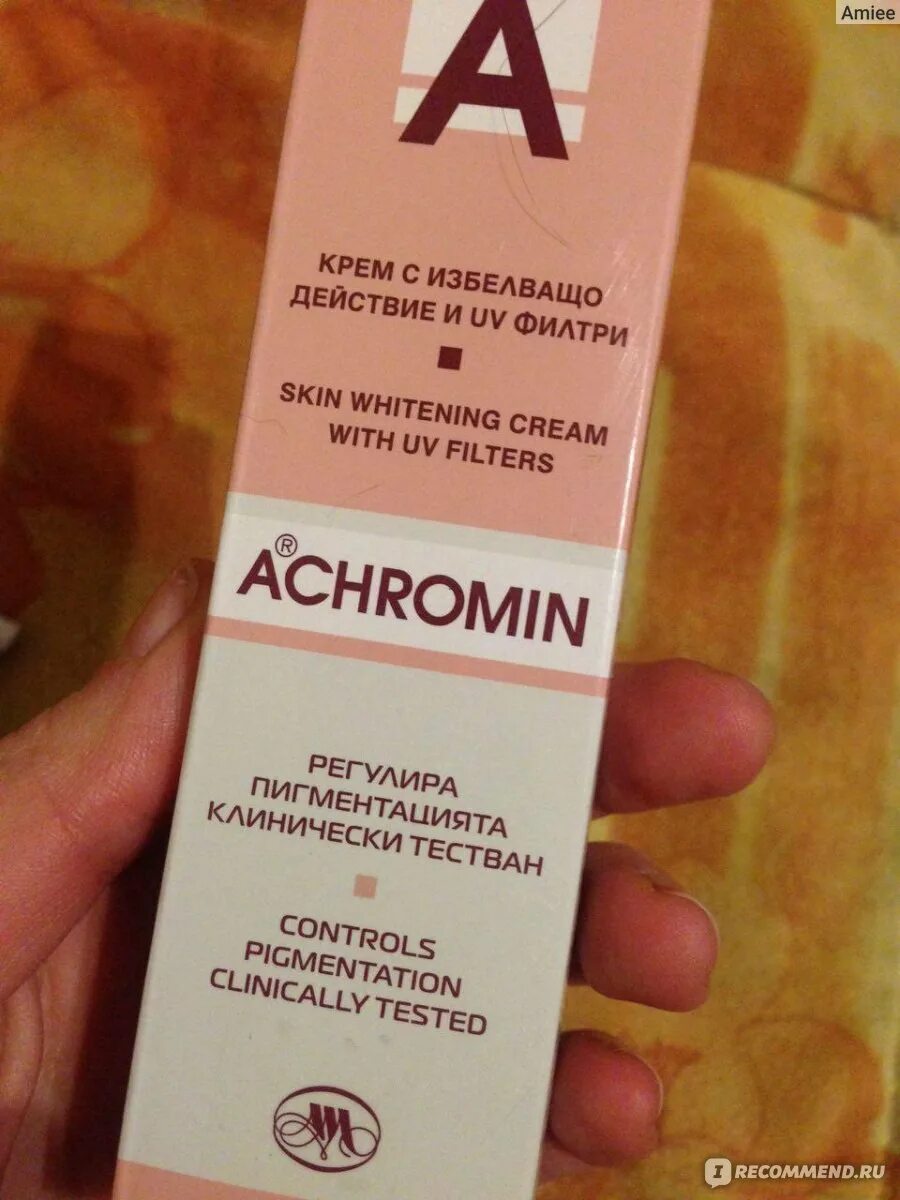 Amiee
A
КРЕМ С ИЗБЕЛВАЩО
ДЕЙСТВИЕ И UV ФИЛТРИ
SKIN WHITENING CREAM
WITH UV FILTERS
®
ACHROMIN
РЕГУЛИРА
ПИГМЕНТАЦИЯТА
КЛИНИЧЕСКИ ТЕСТВАН
CONTROLS
PIGMENTATION
CLINICALLY TESTED
IRECOMMEND.RU